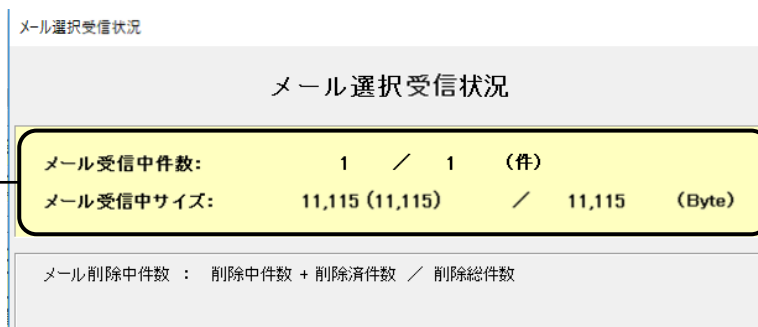 メール選択受信状況
メール選択受信状況
メール受信中件数: 1 ／ 1 (件)
メール受信中サイズ: 11,115 (11,115) ／ 11,115 (Byte)
メール削除中件数 ： 削除中件数 + 削除済件数 ／ 削除総件数